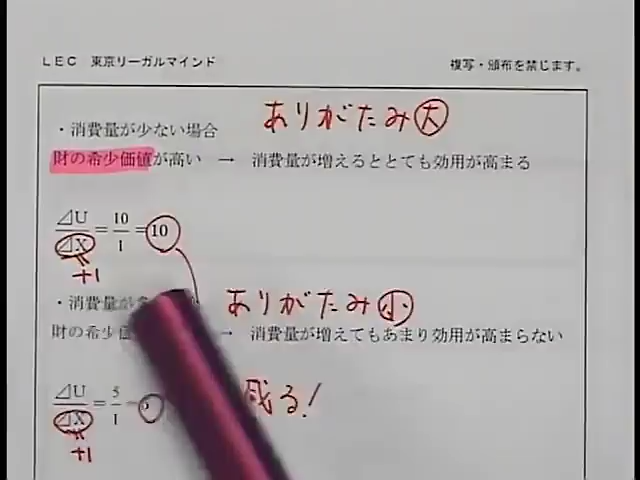 LEC 東京リーガルマインド
複写・頒布を禁じます。
・消費量が少ない場合
ありがたみ大
財の希少価値が高い → 消費量が増えるととても効用が高まる
⊿U/⊿X = 10/1 = 10
+1
・消費量が
ありがたみ小
財の希少価 → 消費量が増えてもあまり効用が高まらない
⊿U/⊿X = 5/1 = 5
減る!
+1